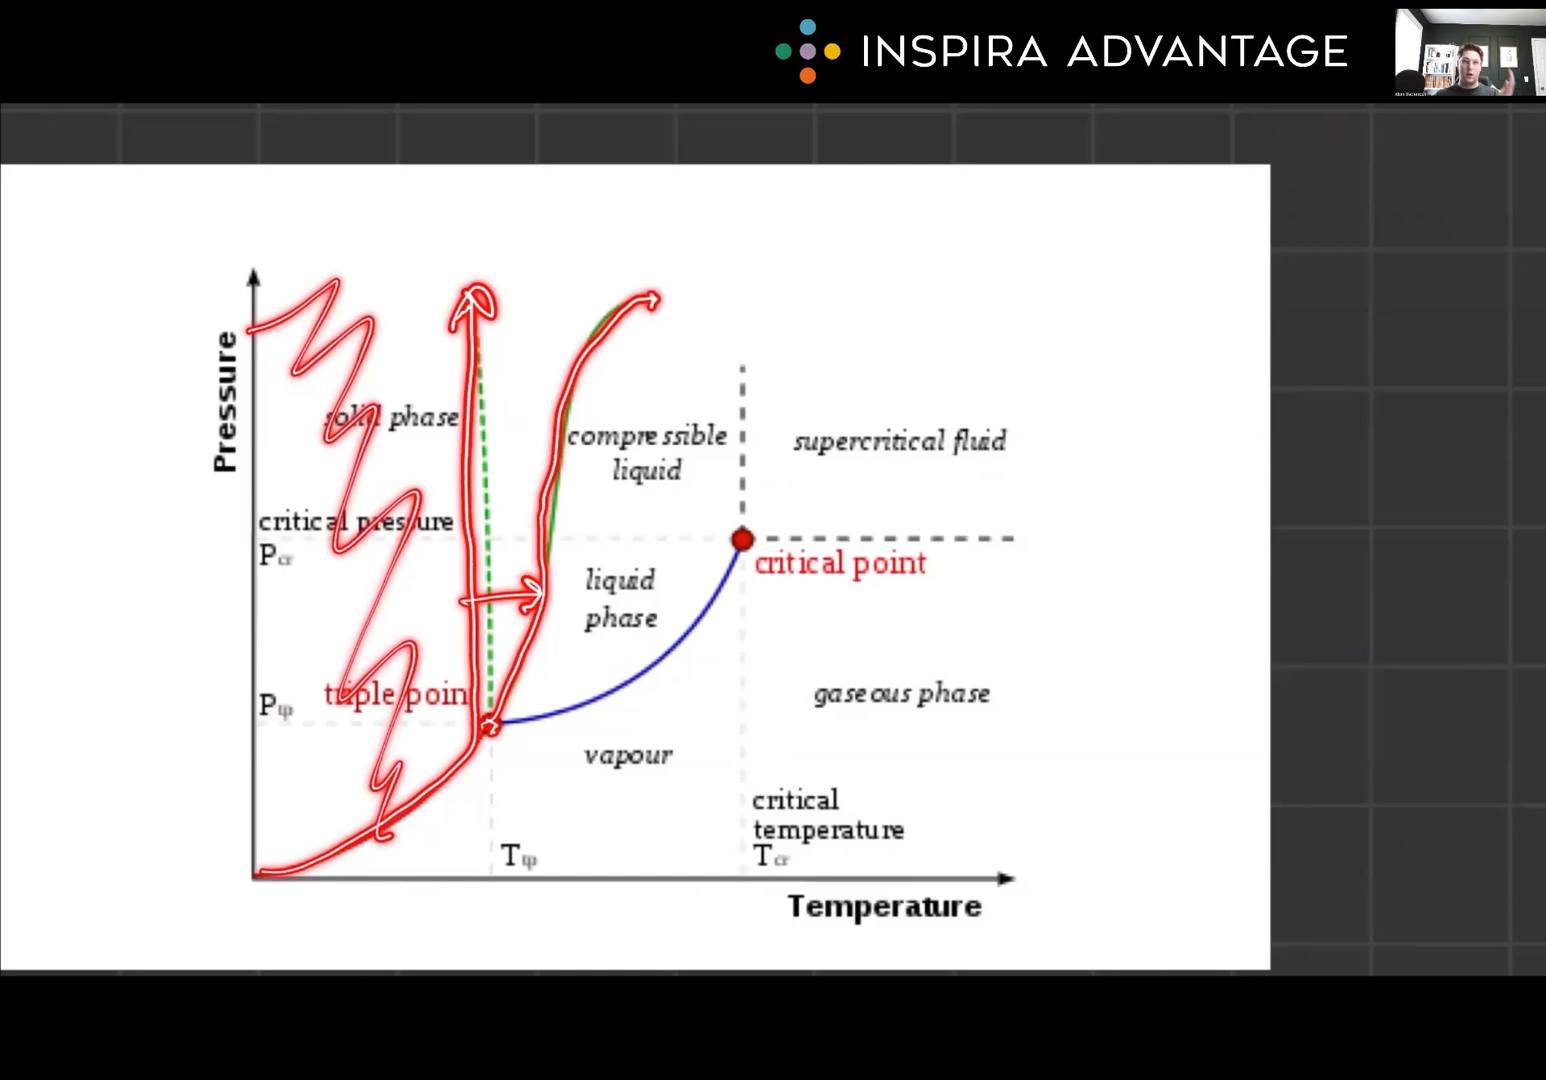 INSPIRA ADVANTAGE
Pressure
solid phase
compressible
liquid
supercritical fluid
critical pressure
Pcr
critical point
liquid
phase
triple point
Ptp
gaseous phase
vapour
critical
temperature
Ttp
Tcr
Temperature